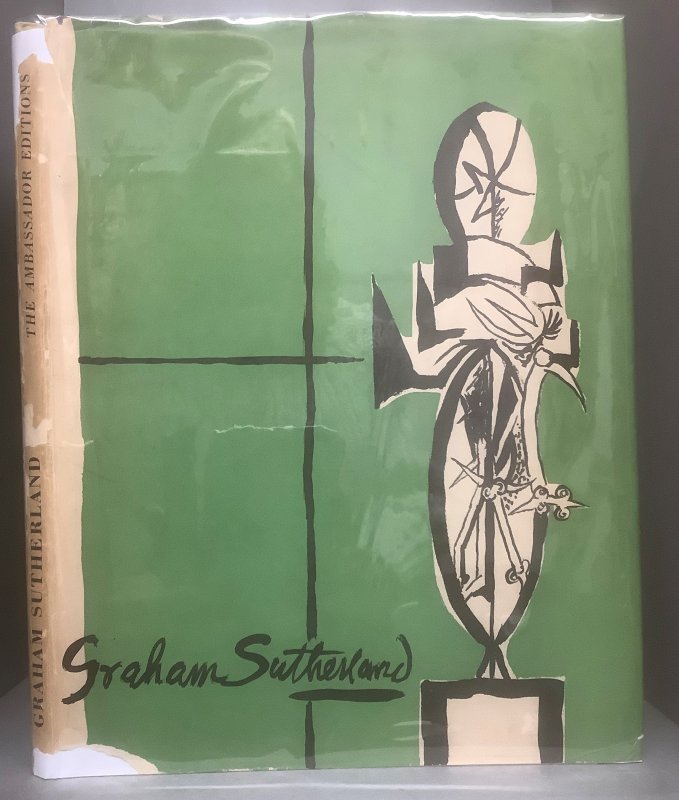 THE AMBASSADOR EDITIONS
GRAHAM SUTHERLAND
Graham Sutherland